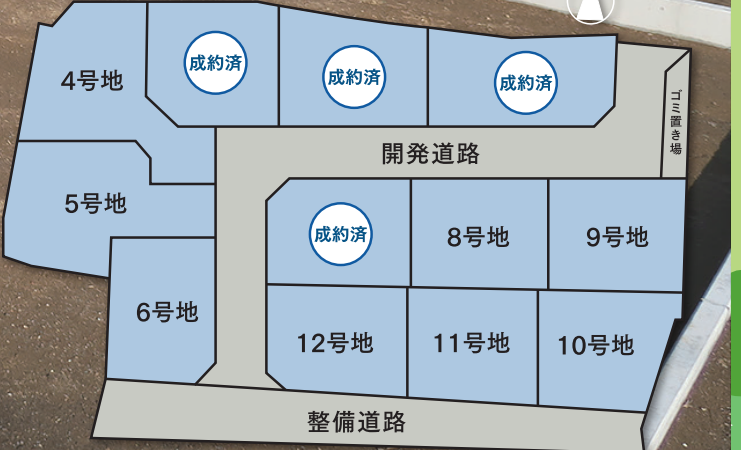 4号地
成約済
成約済
成約済
ゴミ置き場
開発道路
5号地
成約済
8号地
9号地
6号地
12号地
11号地
10号地
整備道路